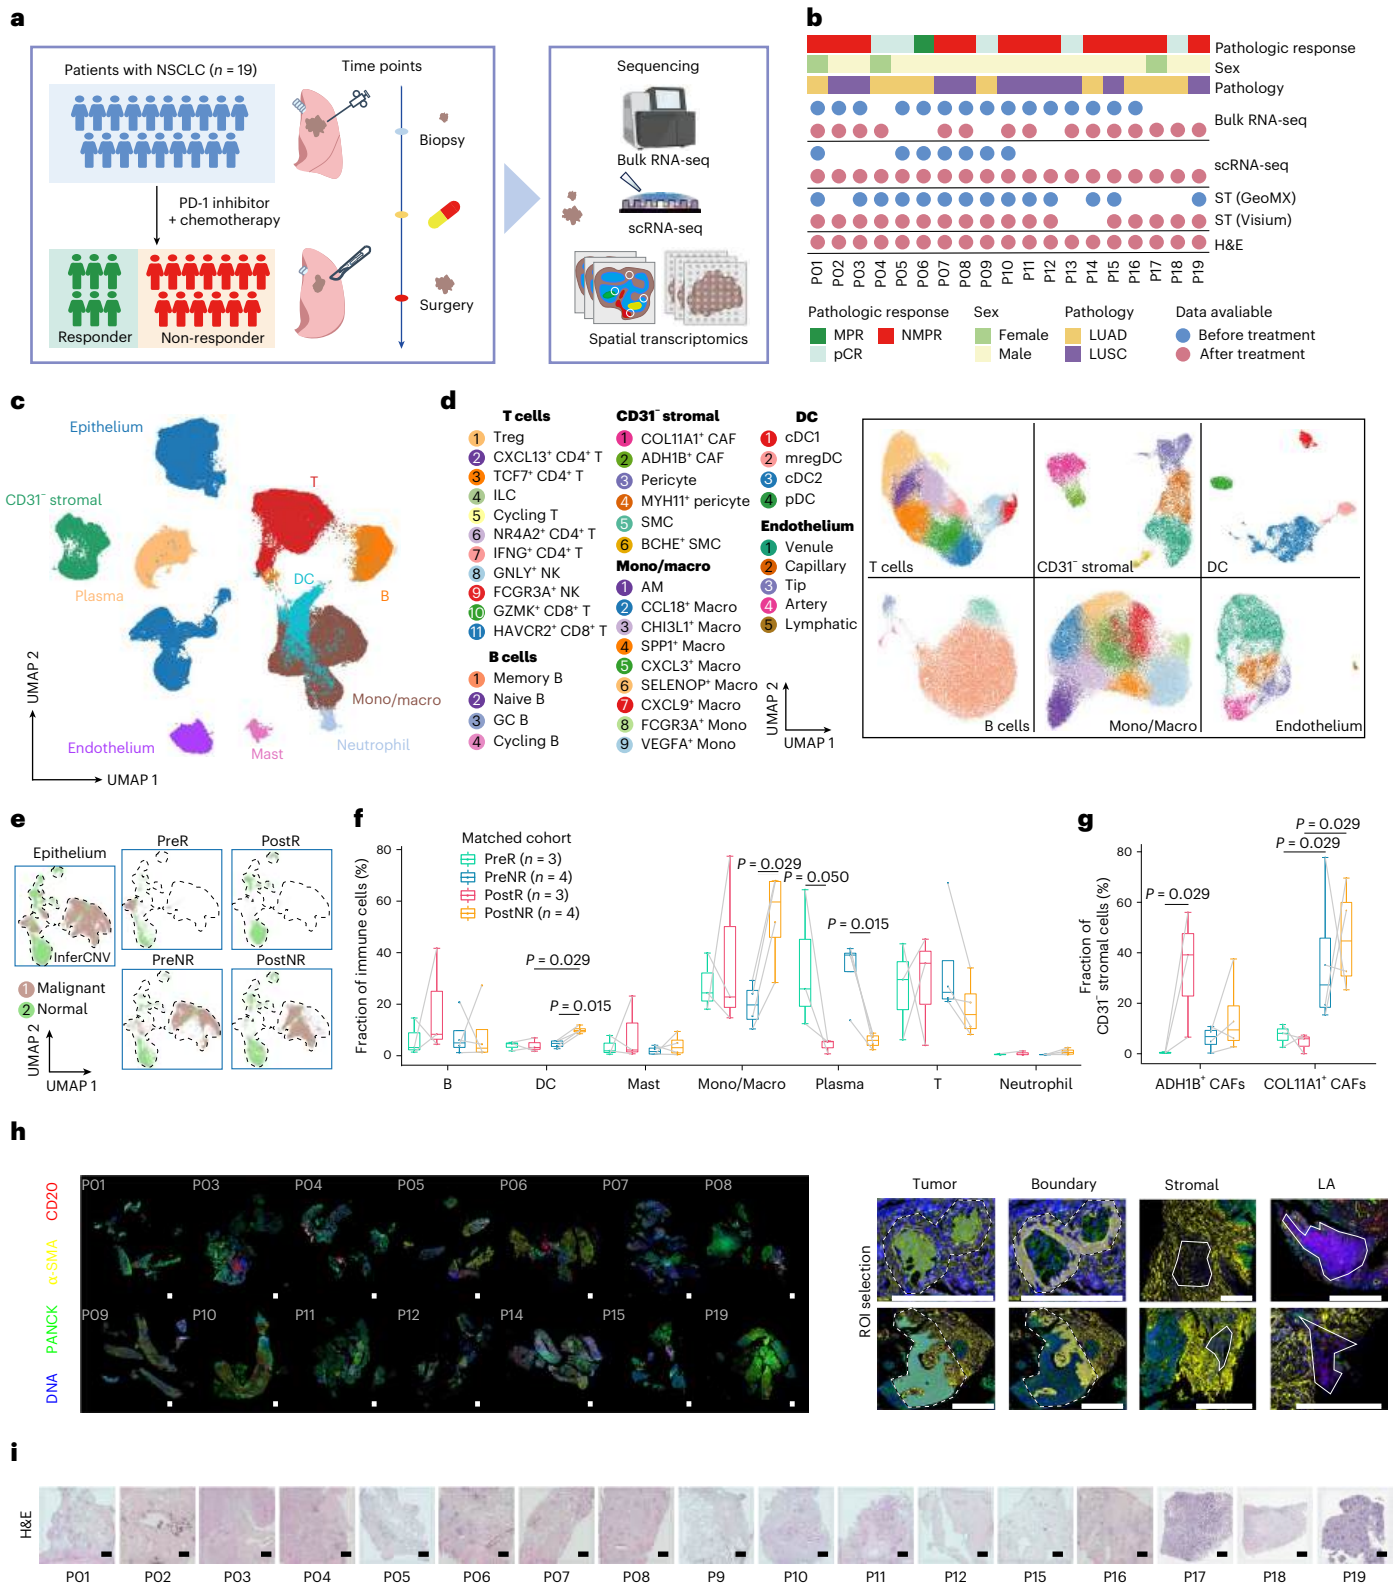 a
Patients with NSCLC (n = 19)
Time points
Biopsy
PD-1 inhibitor
+ chemotherapy
Surgery
Responder
Non-responder
Sequencing
Bulk RNA-seq
scRNA-seq
Spatial transcriptomics
b
Pathologic response
Sex
Pathology
Bulk RNA-seq
scRNA-seq
ST (GeoMX)
ST (Visium)
H&E
P01 P02 P03 P04 P05 P06 P07 P08 P09 P10 P11 P12 P13 P14 P15 P16 P17 P18 P19
Pathologic response
MPR
NMPR
pCR
Sex
Female
Male
Pathology
LUAD
LUSC
Data avaliable
Before treatment
After treatment
c
Epithelium
CD31⁻ stromal
T
Plasma
DC
B
Mono/macro
Endothelium
Mast
Neutrophil
UMAP 2
UMAP 1
d
T cells
1 Treg
2 CXCL13⁺ CD4⁺ T
3 TCF7⁺ CD4⁺ T
4 ILC
5 Cycling T
6 NR4A2⁺ CD4⁺ T
7 IFNG⁺ CD4⁺ T
8 GNLY⁺ NK
9 FCGR3A⁺ NK
10 GZMK⁺ CD8⁺ T
11 HAVCR2⁺ CD8⁺ T
B cells
1 Memory B
2 Naive B
3 GC B
4 Cycling B
CD31⁻ stromal
1 COL11A1⁺ CAF
2 ADH1B⁺ CAF
3 Pericyte
4 MYH11⁺ pericyte
5 SMC
6 BCHE⁺ SMC
Mono/macro
1 AM
2 CCL18⁺ Macro
3 CHI3L1⁺ Macro
4 SPP1⁺ Macro
5 CXCL3⁺ Macro
6 SELENOP⁺ Macro
7 CXCL9⁺ Macro
8 FCGR3A⁺ Mono
9 VEGFA⁺ Mono
DC
1 cDC1
2 mregDC
3 cDC2
4 pDC
Endothelium
1 Venule
2 Capillary
3 Tip
4 Artery
5 Lymphatic
UMAP 2
UMAP 1
T cells
CD31⁻ stromal
DC
B cells
Mono/Macro
Endothelium
e
Epithelium
InferCNV
PreR
PostR
PreNR
PostNR
1 Malignant
2 Normal
UMAP 2
UMAP 1
f
Matched cohort
PreR (n = 3)
PreNR (n = 4)
PostR (n = 3)
PostNR (n = 4)
Fraction of immune cells (%)
80
60
40
20
0
P = 0.029
P = 0.015
P = 0.029
P = 0.050
P = 0.015
B
DC
Mast
Mono/Macro
Plasma
T
Neutrophil
g
Fraction of
CD31⁻ stromal cells (%)
80
60
40
20
0
P = 0.029
P = 0.029
P = 0.029
ADH1B⁺ CAFs
COL11A1⁺ CAFs
h
DNA PANCK α-SMA CD20
P01 P03 P04 P05 P06 P07 P08
P09 P10 P11 P12 P14 P15 P19
ROI selection
Tumor
Boundary
Stromal
LA
i
H&E
P01 P02 P03 P04 P05 P06 P07 P08 P9 P10 P11 P12 P15 P16 P17 P18 P19